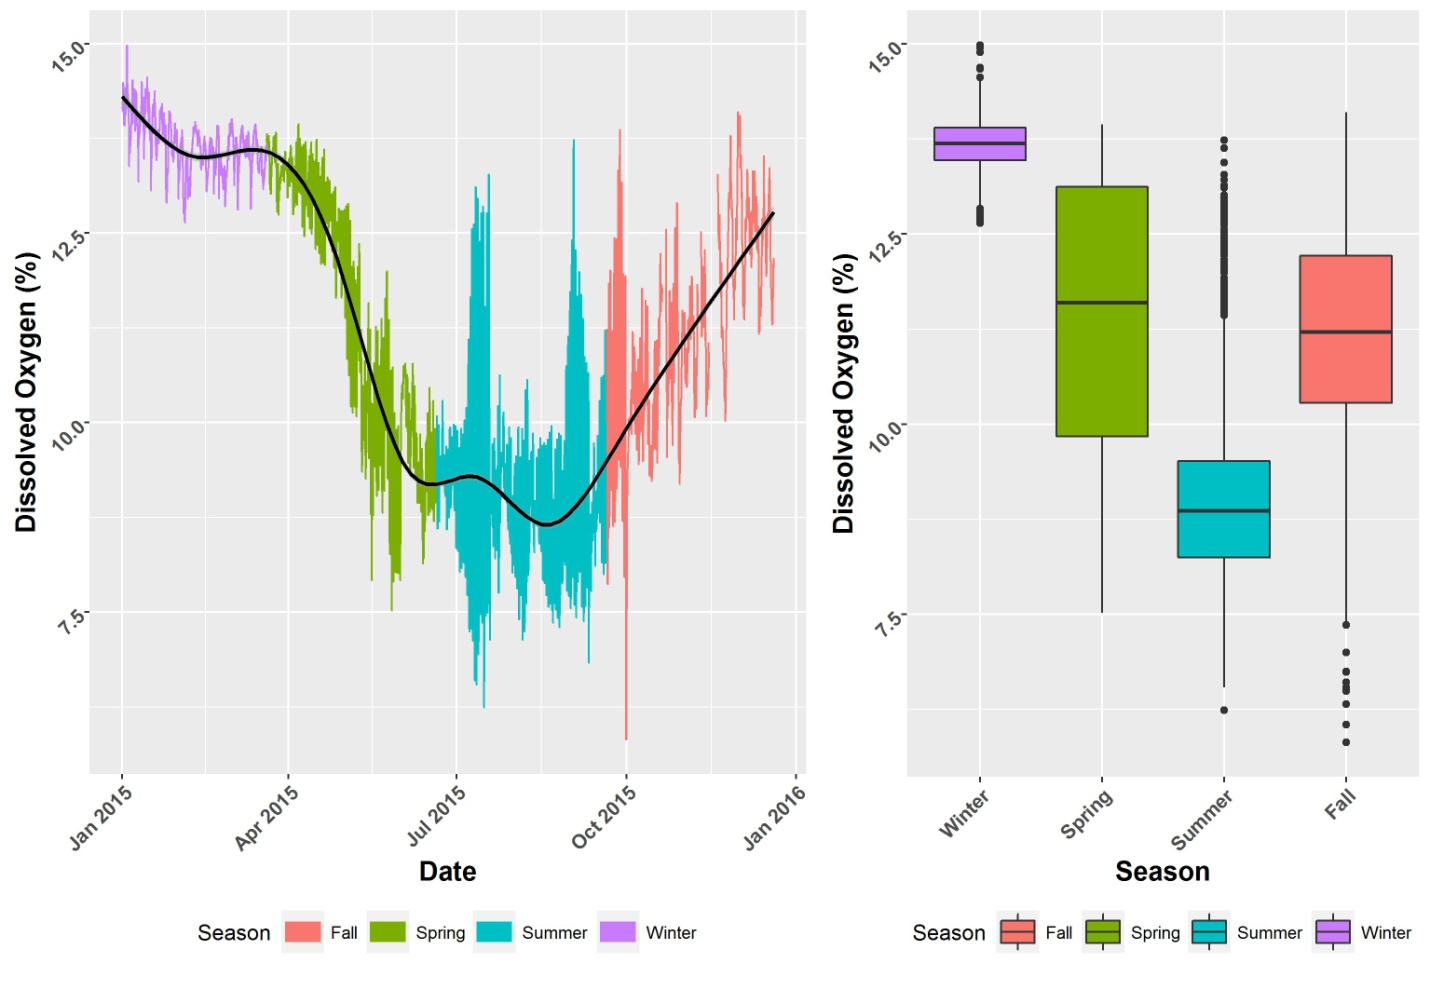 15.0
12.5
10.0
7.5
Dissolved Oxygen (%)
Jan 2015
Apr 2015
Jul 2015
Oct 2015
Jan 2016
Date
Season Fall Spring Summer Winter
15.0
12.5
10.0
7.5
Dissolved Oxygen (%)
Winter
Spring
Summer
Fall
Season
Season Fall Spring Summer Winter